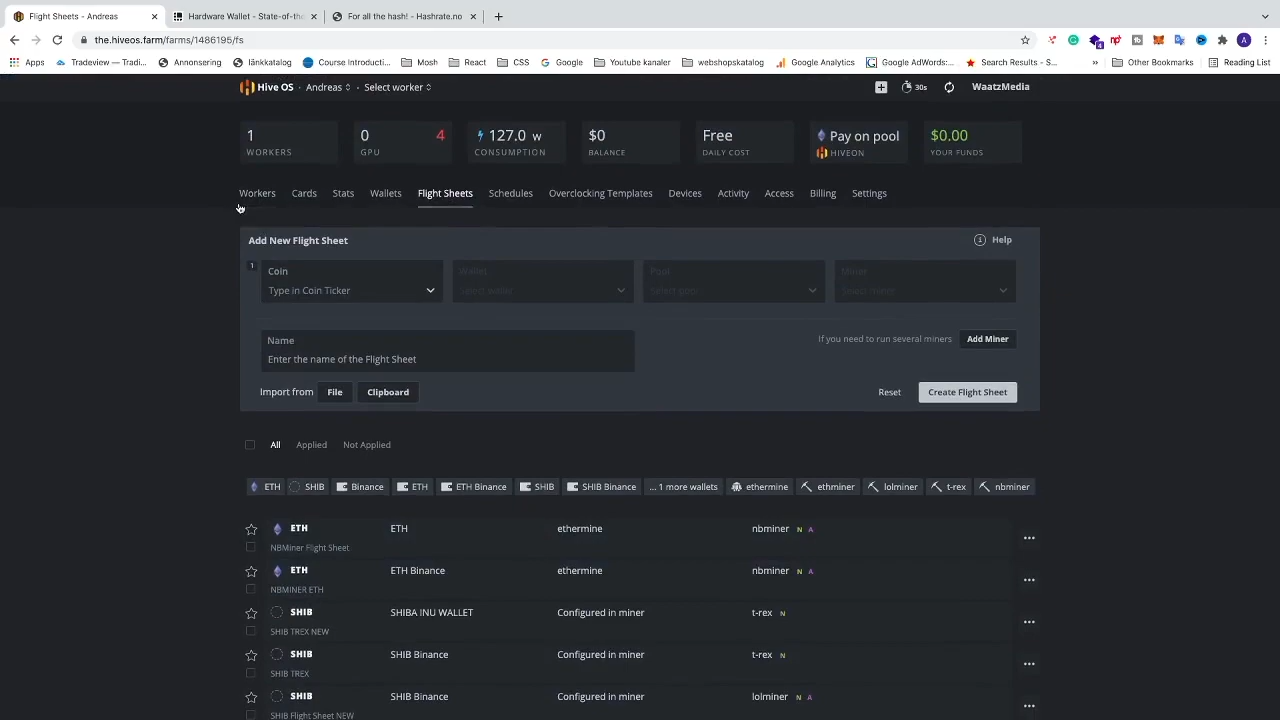 Flight Sheets - Andreas
Hardware Wallet - State-of-the
For all the hash! - Hashrate.no
the.hiveos.farm/farms/1486195/fs
Apps
Tradeview -- Tradi...
Annonsering
länkkatalog
Course Introducti...
Mosh
React
CSS
Google
Youtube kanaler
webshopskatalog
Google Analytics
Google AdWords:...
Search Results - S...
»
Other Bookmarks
Reading List
Hive OS
Andreas
Select worker
30s
WaatzMedia
1
WORKERS
0 4
GPU
127.0 W
CONSUMPTION
$0
BALANCE
Free
DAILY COST
Pay on pool
HIVEON
$0.00
YOUR FUNDS
Workers
Cards
Stats
Wallets
Flight Sheets
Schedules
Overclocking Templates
Devices
Activity
Access
Billing
Settings
Add New Flight Sheet
Help
1
Coin
Type in Coin Ticker
Wallet
Select wallet
Pool
Select pool
Miner
Select miner
Name
Enter the name of the Flight Sheet
If you need to run several miners
Add Miner
Import from
File
Clipboard
Reset
Create Flight Sheet
All
Applied
Not Applied
ETH
SHIB
Binance
ETH
ETH Binance
SHIB
SHIB Binance
... 1 more wallets
ethermine
ethminer
lolminer
t-rex
nbminer
ETH ETH ethermine nbminer N A
NBMiner Flight Sheet
ETH ETH Binance ethermine nbminer N A
NBMINER ETH
SHIB SHIBA INU WALLET Configured in miner t-rex N
SHIB TREX NEW
SHIB SHIB Binance Configured in miner t-rex N
SHIB TREX
SHIB SHIB Binance Configured in miner lolminer N A
SHIB Flight Sheet NEW